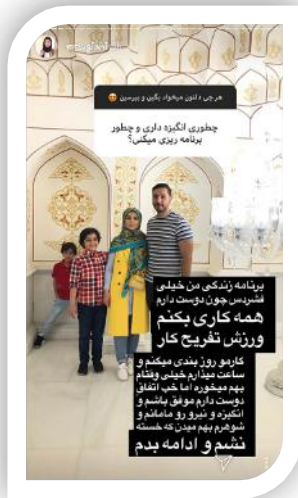 هرچی دلتون میخواد بگین و بپرسین 😍
چطوری انگیزه داری و چطور
برنامه ریزی میکنی؟
برنامه زندگی من خیلی
فشردس چون دوست دارم
همه کاری بکنم
ورزش تفریح کار
کارمو روز بندی میکنم و
ساعت میذارم خیلی وقتام
بهم میخوره اما خب اتفاق
دوست دارم موفق باشم و
انگیزه و نیرو رو مامانم و
شوهرم بهم میدن که خسته
نشم و ادامه بدم